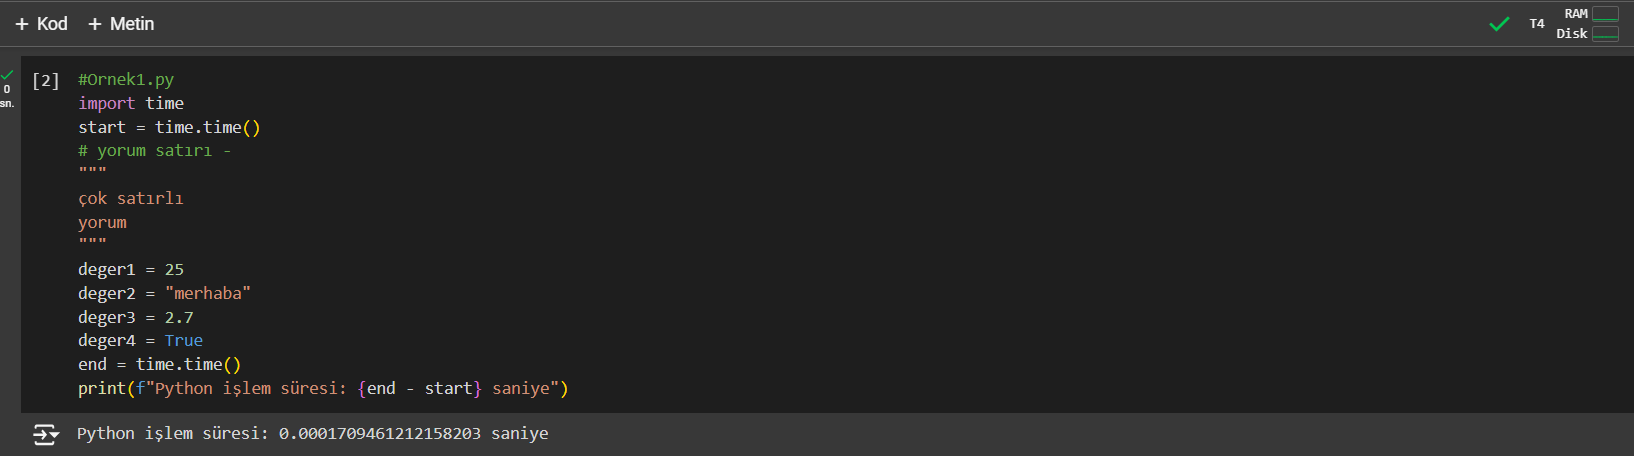 + Kod + Metin
T4
RAM
Disk
0
sn.
[2]
#Ornek1.py
import time
start = time.time()
# yorum satırı -
"""
çok satırlı
yorum
"""
deger1 = 25
deger2 = "merhaba"
deger3 = 2.7
deger4 = True
end = time.time()
print(f"Python işlem süresi: {end - start} saniye")
Python işlem süresi: 0.0001709461212158203 saniye